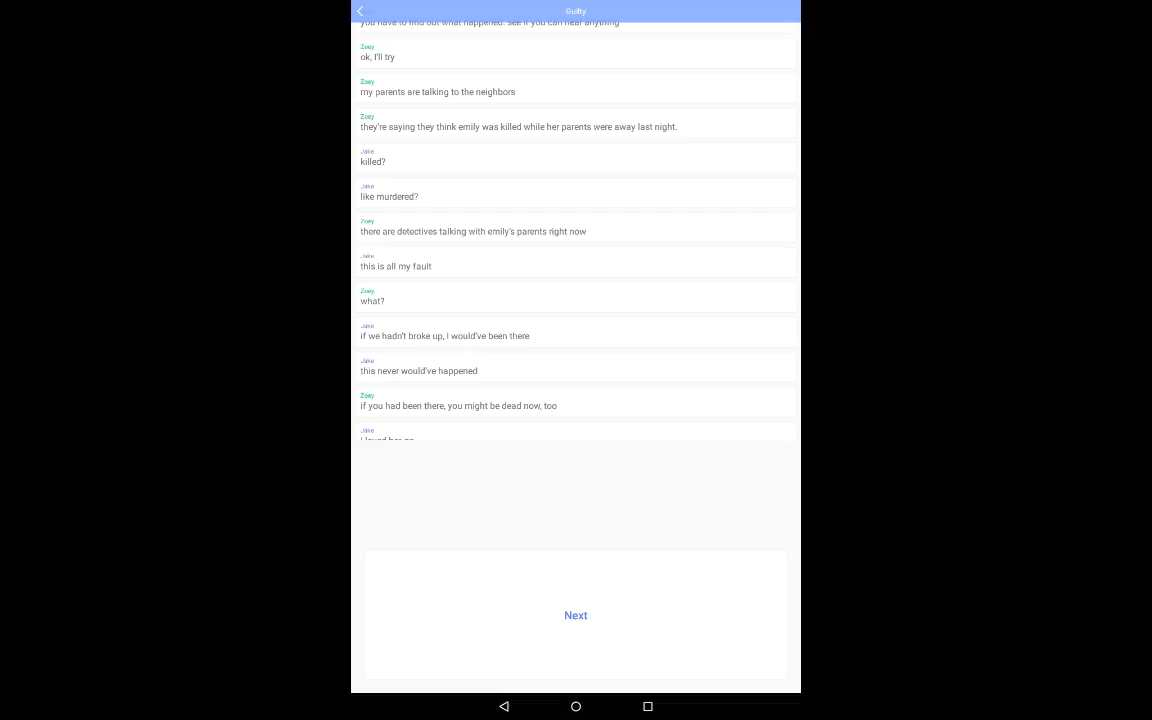 Guilty
you have to find out what happened. see if you can hear anything
Zoey
ok, I'll try
Zoey
my parents are talking to the neighbors
Zoey
they're saying they think emily was killed while her parents were away last night.
Jake
killed?
Jake
like murdered?
Zoey
there are detectives talking with emily's parents right now
Jake
this is all my fault
Zoey
what?
Jake
if we hadn't broke up, I would've been there
Jake
this never would've happened
Zoey
if you had been there, you might be dead now, too
Jake
Next